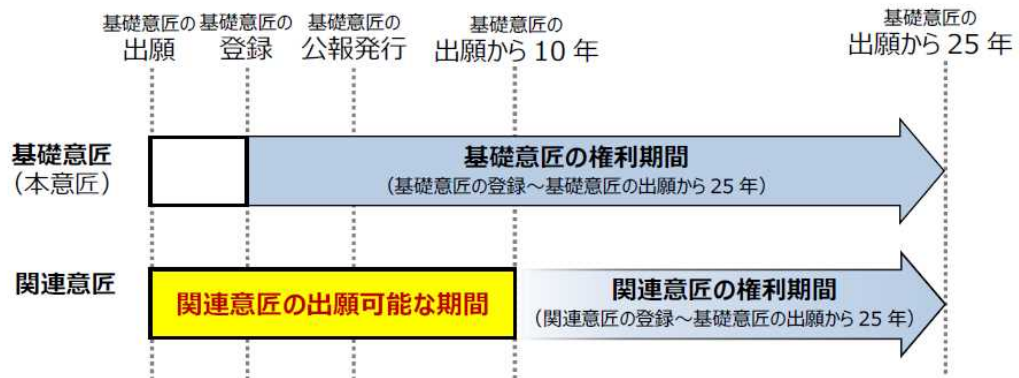 基礎意匠の
出願
基礎意匠の
登録
基礎意匠の
公報発行
基礎意匠の
出願から 10 年
基礎意匠の
出願から 25 年
基礎意匠
（本意匠）
基礎意匠の権利期間
（基礎意匠の登録～基礎意匠の出願から 25 年）
関連意匠
関連意匠の出願可能な期間
関連意匠の権利期間
（関連意匠の登録～基礎意匠の出願から 25 年）